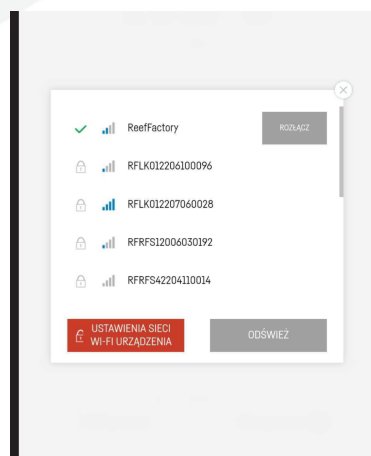 ReefFactory
ROZŁĄCZ
RFLK012206100096
RFLK012207060028
RFRFS12006030192
RFRFS42204110014
USTAWIENIA SIECI
WI-FI URZĄDZENIA
ODŚWIEŻ